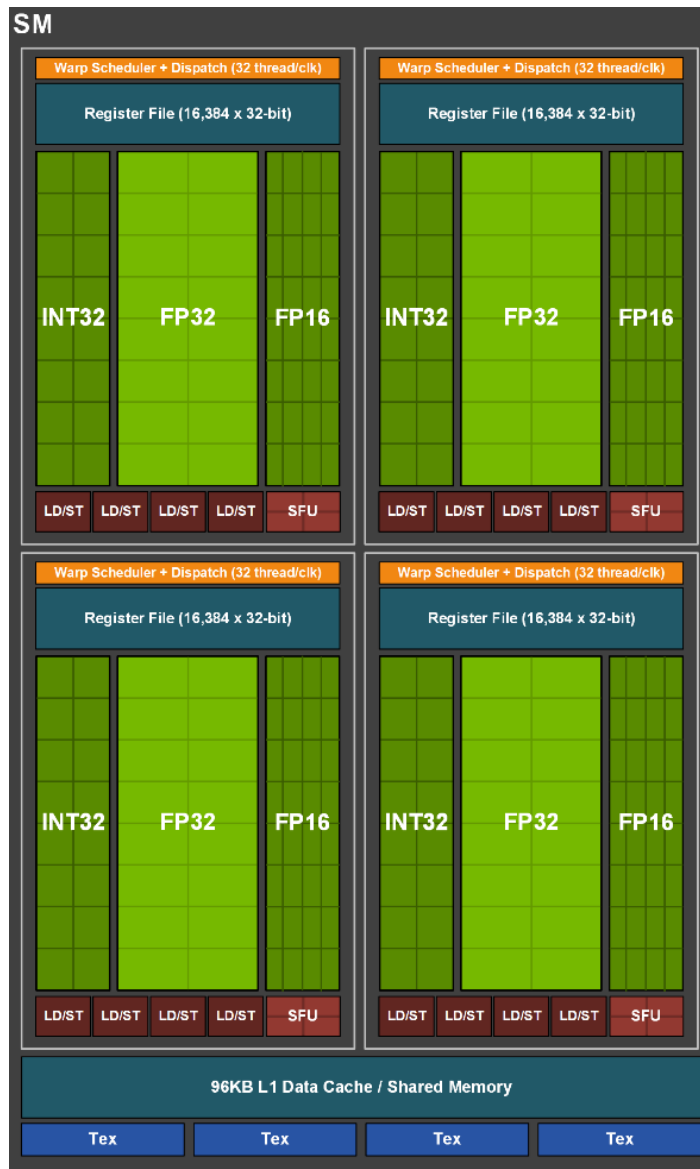 SM
Warp Scheduler + Dispatch (32 thread/clk)
Register File (16,384 x 32-bit)
INT32 FP32 FP16
LD/ST LD/ST LD/ST LD/ST SFU
Warp Scheduler + Dispatch (32 thread/clk)
Register File (16,384 x 32-bit)
INT32 FP32 FP16
LD/ST LD/ST LD/ST LD/ST SFU
Warp Scheduler + Dispatch (32 thread/clk)
Register File (16,384 x 32-bit)
INT32 FP32 FP16
LD/ST LD/ST LD/ST LD/ST SFU
Warp Scheduler + Dispatch (32 thread/clk)
Register File (16,384 x 32-bit)
INT32 FP32 FP16
LD/ST LD/ST LD/ST LD/ST SFU
96KB L1 Data Cache / Shared Memory
Tex Tex Tex Tex